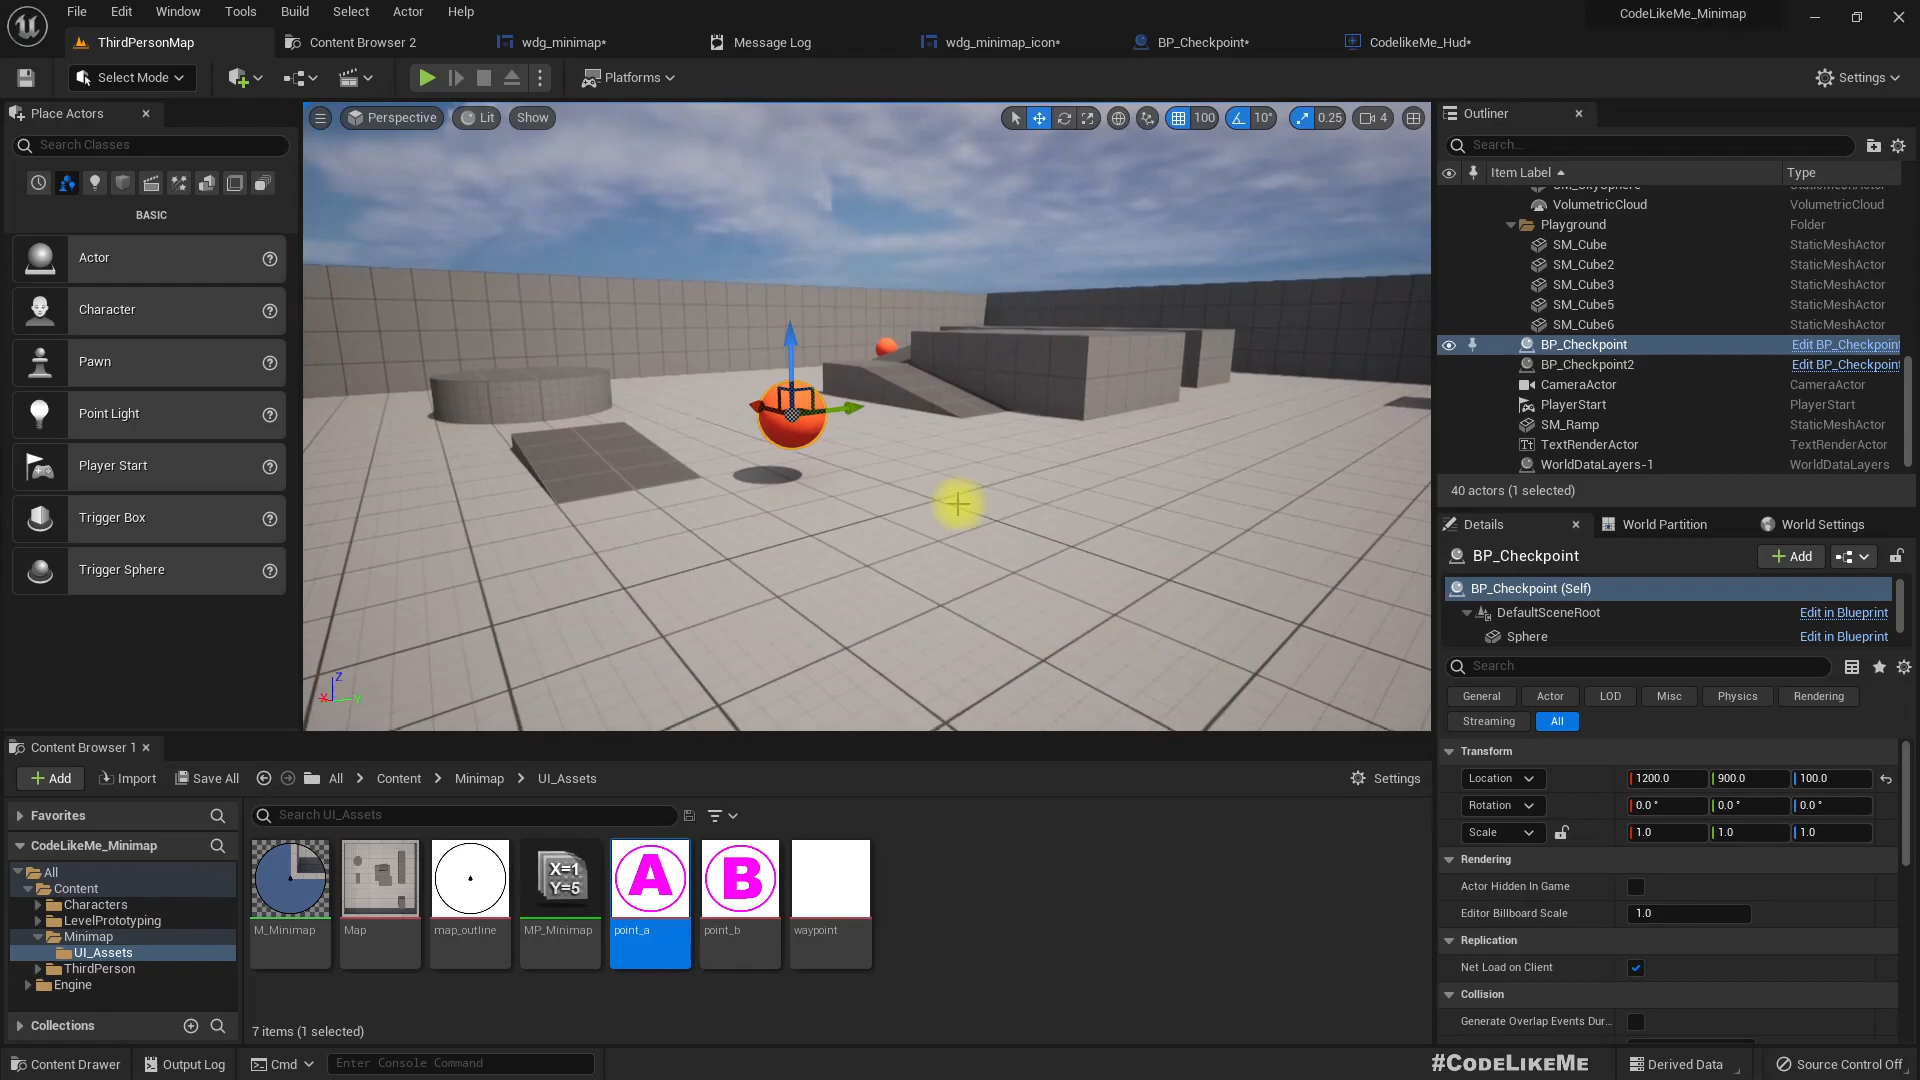 File Edit Window Tools Build Select Actor Help
CodeLikeMe_Minimap
ThirdPersonMap
Content Browser 2
wdg_minimap*
Message Log
wdg_minimap_icon*
BP_Checkpoint*
CodelikeMe_Hud*
Select Mode
Platforms
Settings
Place Actors
Search Classes
BASIC
Actor
Character
Pawn
Point Light
Player Start
Trigger Box
Trigger Sphere
Perspective
Lit
Show
100
10°
0.25
4
Z
X
Y
Outliner
Search...
Item Label
Type
VolumetricCloud VolumetricCloud
Playground Folder
SM_Cube StaticMeshActor
SM_Cube2 StaticMeshActor
SM_Cube3 StaticMeshActor
SM_Cube5 StaticMeshActor
SM_Cube6 StaticMeshActor
BP_Checkpoint Edit BP_Checkpoint
BP_Checkpoint2 Edit BP_Checkpoint
CameraActor CameraActor
PlayerStart PlayerStart
SM_Ramp StaticMeshActor
TextRenderActor TextRenderActor
WorldDataLayers-1 WorldDataLayers
40 actors (1 selected)
Details
World Partition
World Settings
BP_Checkpoint
Add
BP_Checkpoint (Self)
DefaultSceneRoot Edit in Blueprint
Sphere Edit in Blueprint
Search
General Actor LOD Misc Physics Rendering
Streaming All
Transform
Location 1200.0 900.0 100.0
Rotation 0.0 ° 0.0 ° 0.0 °
Scale 1.0 1.0 1.0
Rendering
Actor Hidden In Game
Editor Billboard Scale 1.0
Replication
Net Load on Client
Collision
Generate Overlap Events Dur...
Content Browser 1
Add
Import
Save All
All > Content > Minimap > UI_Assets
Settings
Favorites
CodeLikeMe_Minimap
All
Content
Characters
LevelPrototyping
Minimap
UI_Assets
ThirdPerson
Engine
Collections
Search UI_Assets
X=1
Y=5
A
B
M_Minimap
Map
map_outline
MP_Minimap
point_a
point_b
waypoint
7 items (1 selected)
Content Drawer
Output Log
Cmd
Enter Console Command
#CODELIKEME
Derived Data
Source Control Off